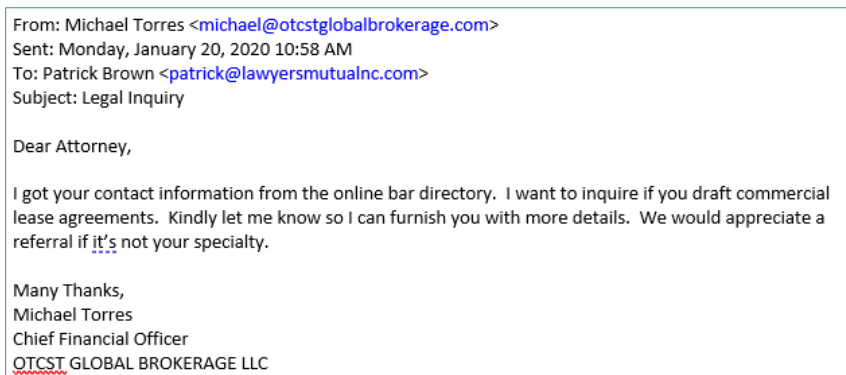 From: Michael Torres <michael@otcstglobalbrokerage.com>
Sent: Monday, January 20, 2020 10:58 AM
To: Patrick Brown <patrick@lawyersmutualnc.com>
Subject: Legal Inquiry
Dear Attorney,
I got your contact information from the online bar directory.  I want to inquire if you draft commercial
lease agreements.  Kindly let me know so I can furnish you with more details.  We would appreciate a
referral if it's not your specialty.
Many Thanks,
Michael Torres
Chief Financial Officer
OTCST GLOBAL BROKERAGE LLC